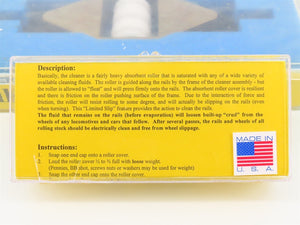 Description:
Basically, the cleaner is a fairly heavy absorbent roller that is saturated with any of a wide variety of
available cleaning fluids. The roller is guided along the rails by the frame of the cleaner assembly - but
the roller is allowed to "float" and will press firmly onto the rails. The absorbent roller cover is resilient
and there is friction on the roller pushing surface of the frame. Due to the interaction of force and
friction, the roller will resist rolling to some degree, and will actually be slipping on the rails (even
when turning). This "Limited Slip" feature provides the action to clean the rails.
The fluid that remains on the rails (before evaporation) will loosen built-up "crud" from the
wheels of any locomotives and cars that follow. After several passes, the rails and wheels of all
rolling stock should be electrically clean and free from wheel slippage.
Instructions:
1. Snap one end cap onto a roller cover.
2. Load the roller cover ½ to ¾ full with loose weight.
(Pennies, BB shot, screws nuts or washers may be used for weight)
Snap the other end cap onto the roller cover.
MADE IN
U.S.A.